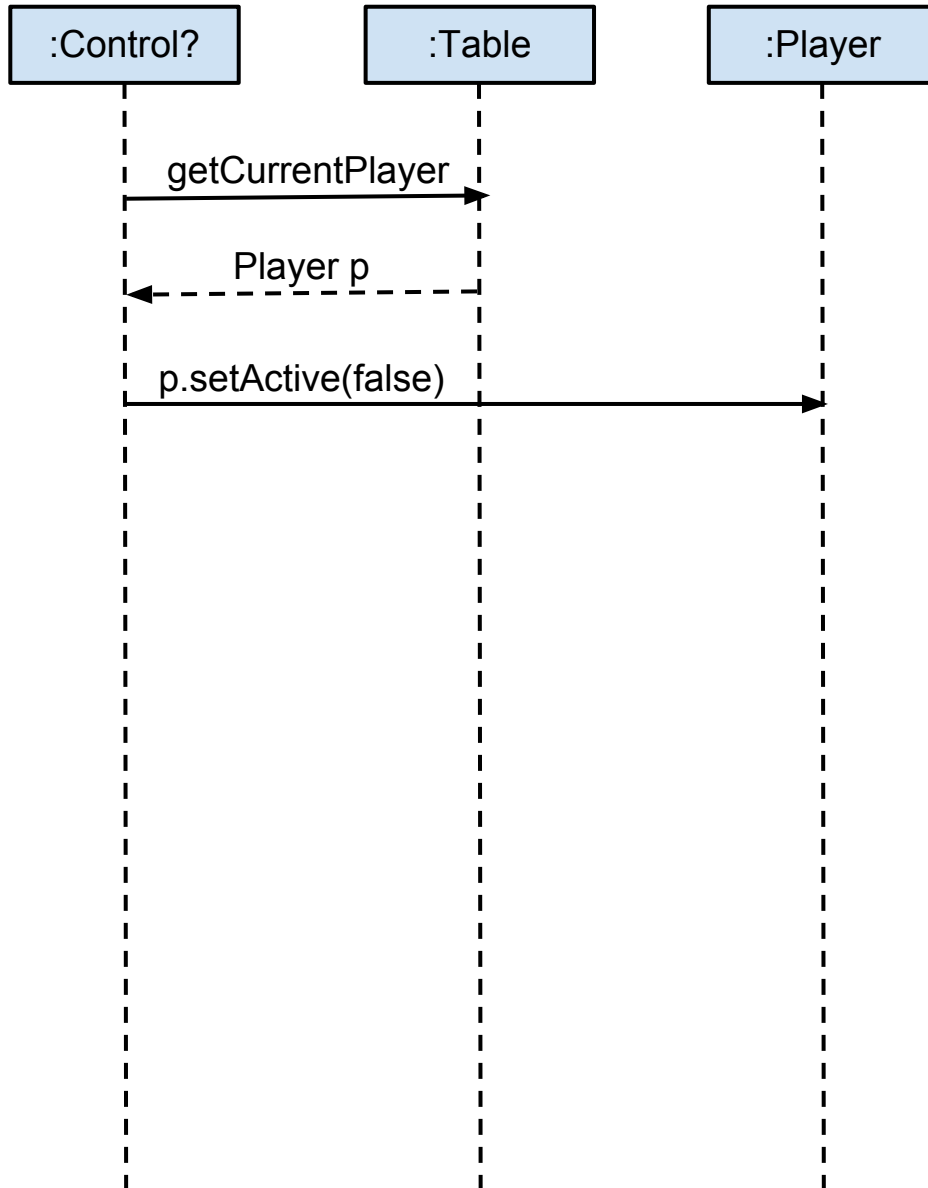 :Control?
:Table
:Player
getCurrentPlayer
Player p
p.setActive(false)